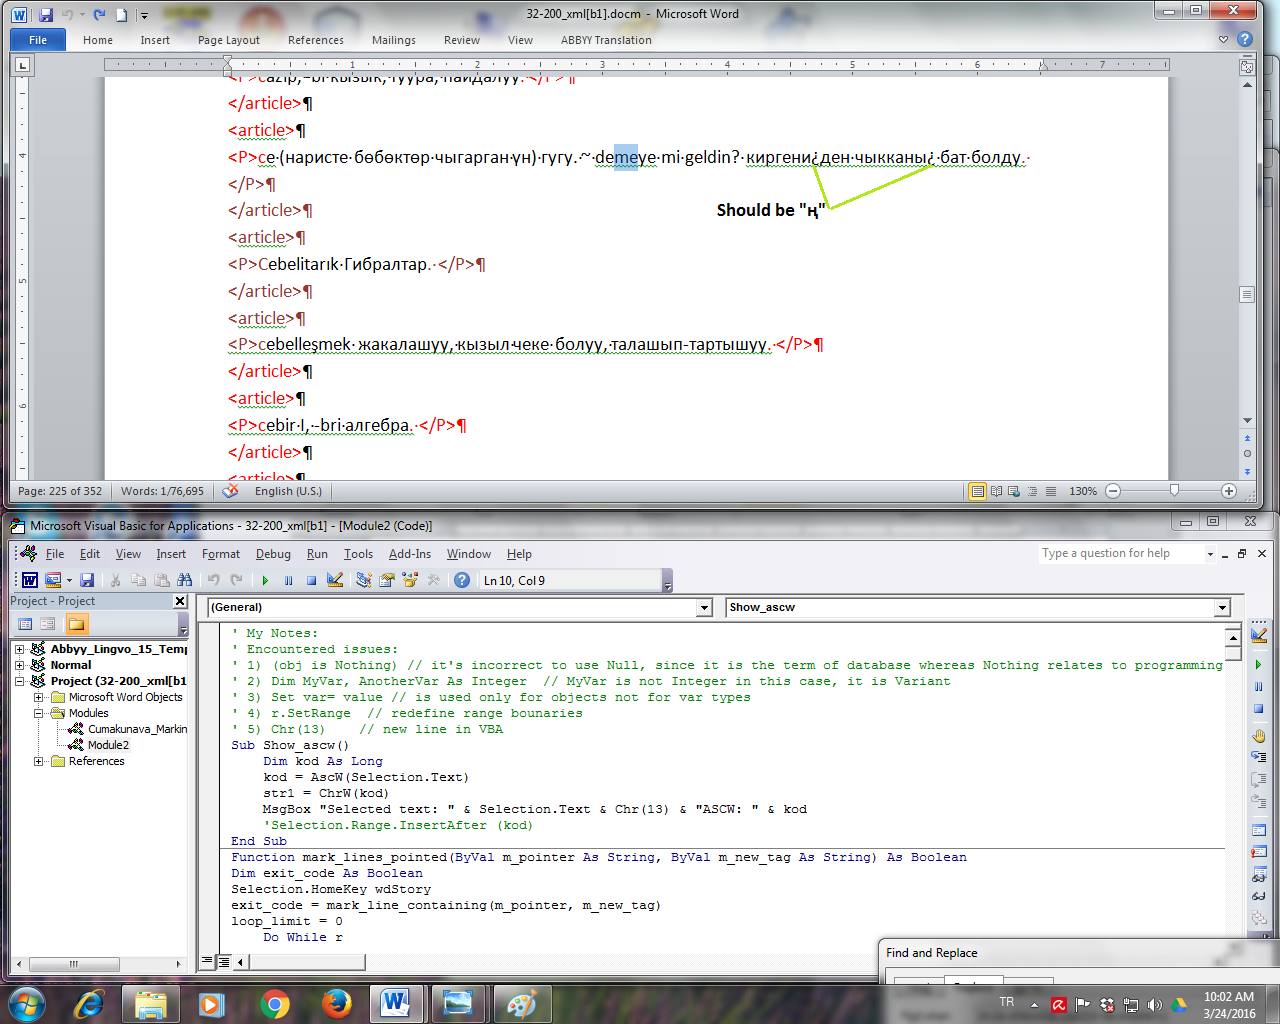 32-200_xml[b1].docm - Microsoft Word
File Home Insert Page Layout References Mailings Review View ABBYY Translation
1 2 3 4 5 6 7
</article>¶
<article>¶
<P>ce·(наристе·бөбөктөр·чыгарган·үн)·гугу.·~·demeye·mi·geldin?·киргени¿ден·чыкканы¿·бат·болду.·
</P>¶
</article>¶
Should be "ң"
<article>¶
<P>Cebelitarık·Гибралтар.·</P>¶
</article>¶
<article>¶
<P>cebelleşmek·жакалашуу,·кызыл-чеке·болуу,·талашып-тартышуу.·</P>¶
</article>¶
<article>¶
<P>cebir·I,·-bri·алгебра.·</P>¶
</article>¶
<article>¶
Page: 225 of 352 Words: 1/76,695 English (U.S.) 130%
Microsoft Visual Basic for Applications - 32-200_xml[b1] - [Module2 (Code)]
File Edit View Insert Format Debug Run Tools Add-Ins Window Help Type a question for help
Ln 10, Col 9
Project - Project
Abbyy_Lingvo_15_Temp
Normal
Project (32-200_xml[b1
Microsoft Word Objects
Modules
Cumakunava_Markin
Module2
References
(General) Show_ascw
' My Notes:
' Encountered issues:
' 1) (obj is Nothing) // it's incorrect to use Null, since it is the term of database whereas Nothing relates to programming
' 2) Dim MyVar, AnotherVar As Integer // MyVar is not Integer in this case, it is Variant
' 3) Set var= value // is used only for objects not for var types
' 4) r.SetRange // redefine range bounaries
' 5) Chr(13) // new line in VBA
Sub Show_ascw()
Dim kod As Long
kod = AscW(Selection.Text)
str1 = ChrW(kod)
MsgBox "Selected text: " & Selection.Text & Chr(13) & "ASCW: " & kod
'Selection.Range.InsertAfter (kod)
End Sub
Function mark_lines_pointed(ByVal m_pointer As String, ByVal m_new_tag As String) As Boolean
Dim exit_code As Boolean
Selection.HomeKey wdStory
exit_code = mark_line_containing(m_pointer, m_new_tag)
loop_limit = 0
Do While r
Find and Replace
TR 10:02 AM
3/24/2016